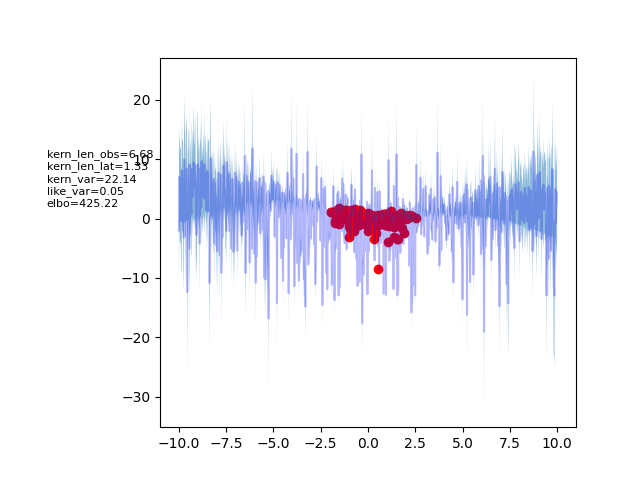 20
10
0
−10
−20
−30
kern_len_obs=6.68
kern_len_lat=1.33
kern_var=22.14
like_var=0.05
elbo=425.22
−10.0 −7.5 −5.0 −2.5 0.0 2.5 5.0 7.5 10.0